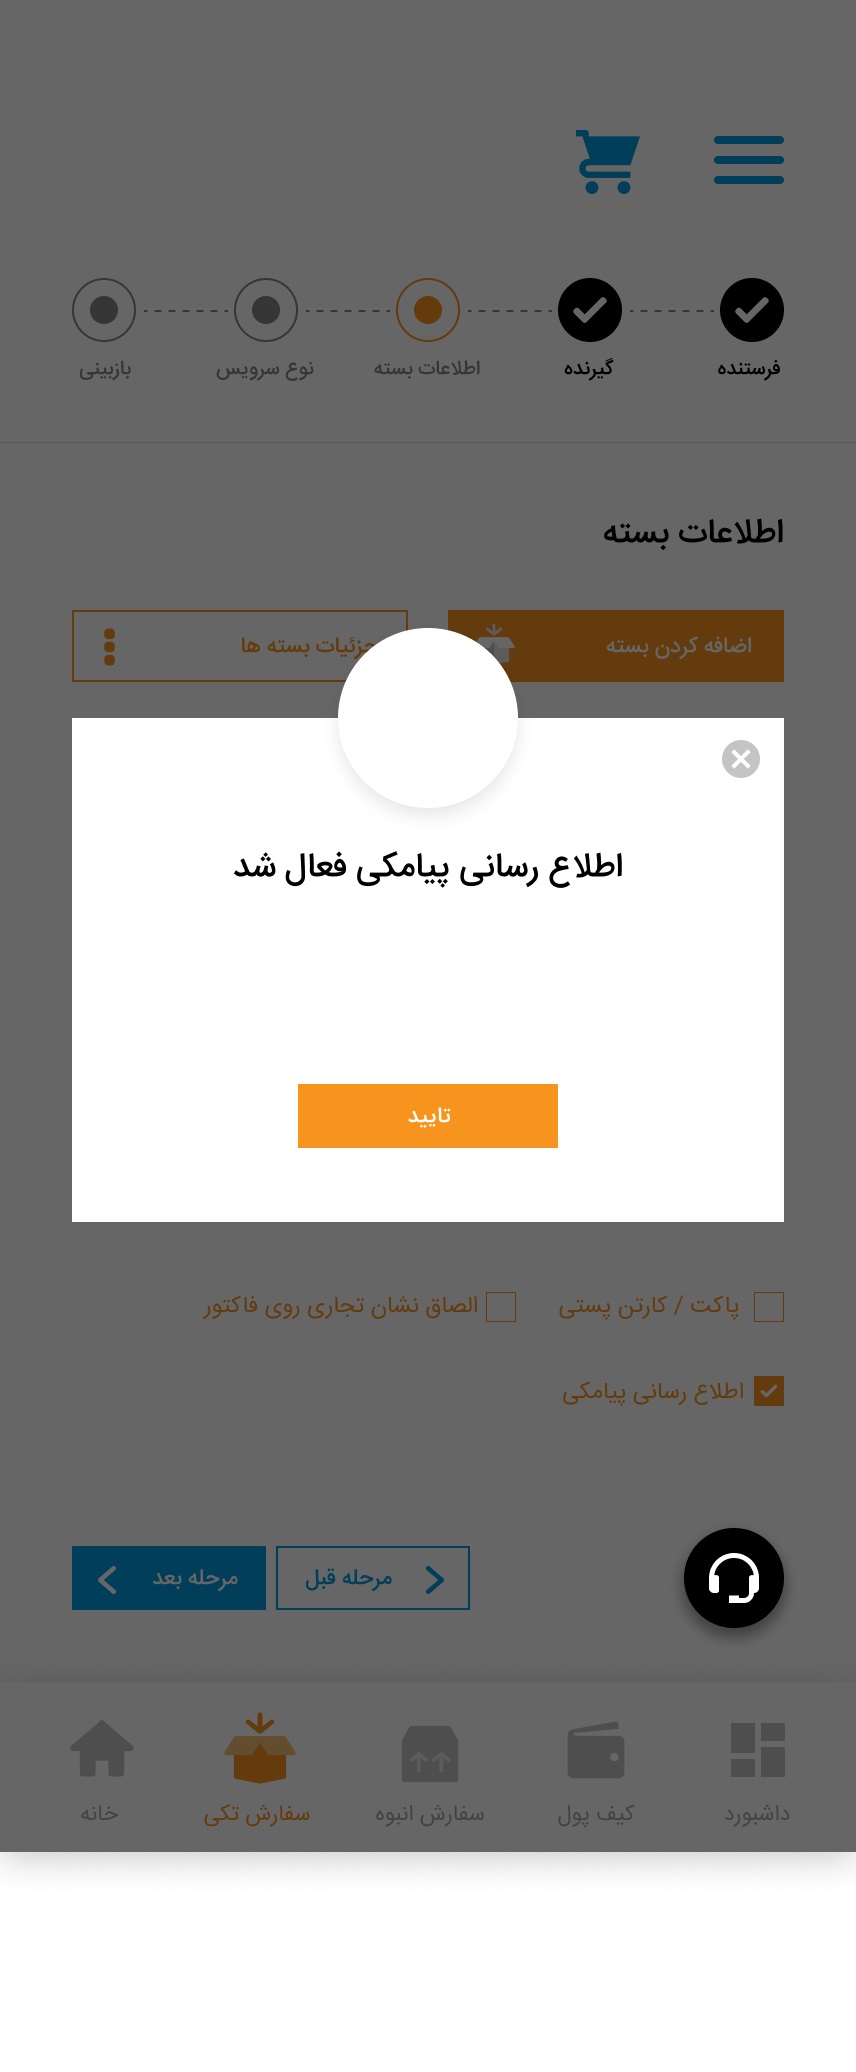 فرستنده
گیرنده
اطلاعات بسته
نوع سرویس
بازبینی
اطلاعات بسته
اضافه کردن بسته
جزئیات بسته ها
اطلاع رسانی پیامکی فعال شد
تایید
پاکت / کارتن پستی
الصاق نشان تجاری روی فاکتور
اطلاع رسانی پیامکی
مرحله قبل
مرحله بعد
داشبورد
کیف پول
سفارش انبوه
سفارش تکی
خانه